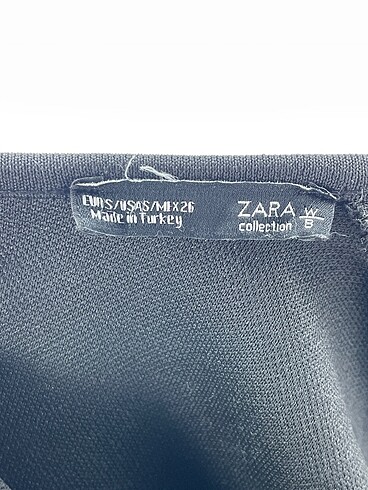 EUR S/USA S/MEX 26
Made in Turkey
ZARA W/B
collection